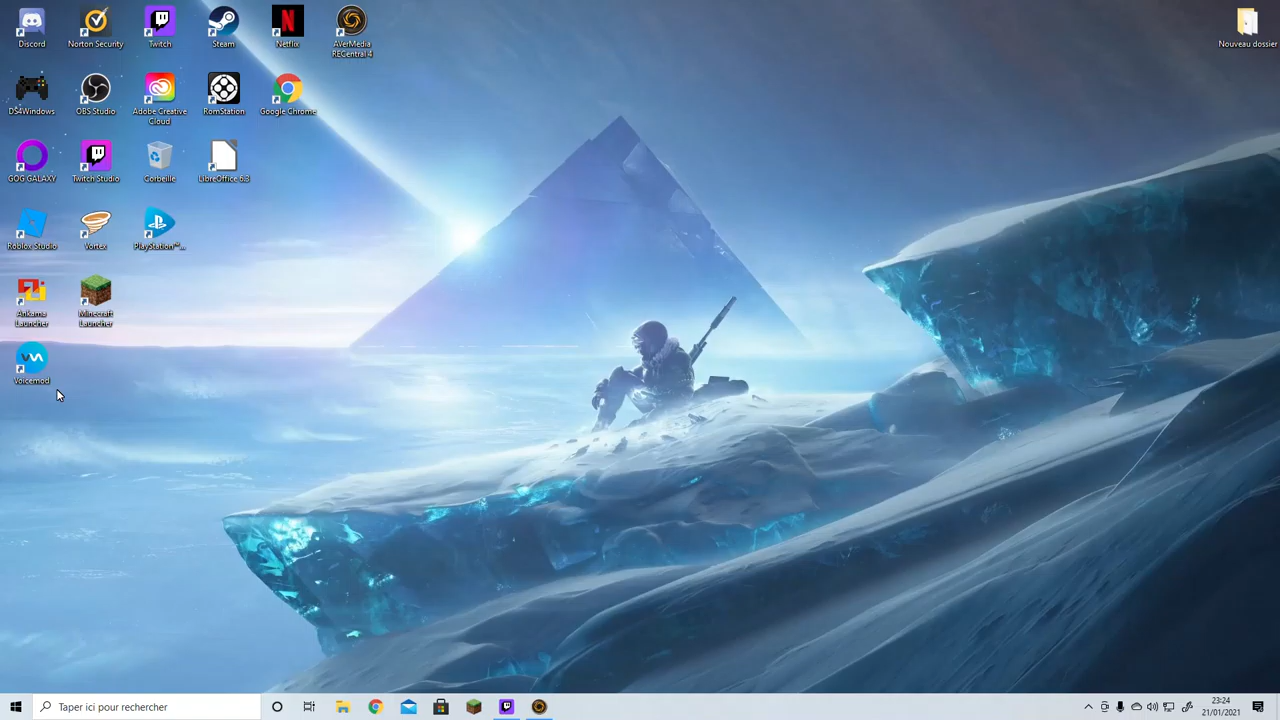 Discord
Norton Security
Twitch
Steam
Netflix
AVerMedia
RECentral 4
Nouveau dossier
DS4Windows
OBS Studio
Adobe Creative
Cloud
RomStation
Google Chrome
GOG GALAXY
Twitch Studio
Corbeille
LibreOffice 6.3
Roblox Studio
Vortex
PlayStation™...
Ankama
Launcher
Minecraft
Launcher
Voicemod
Taper ici pour rechercher
23:24
21/01/2021